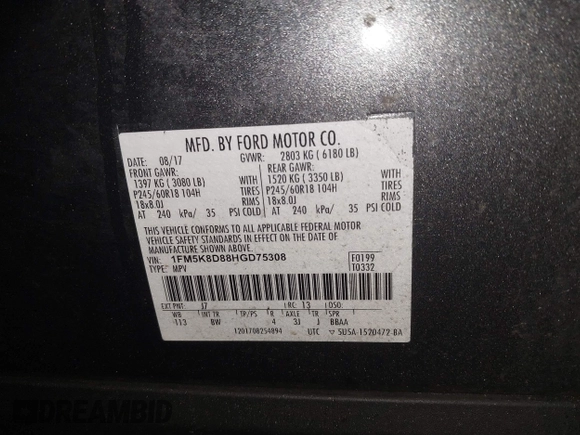 MFD. BY FORD MOTOR CO.
DATE: 08/17 GVWR: 2803 KG ( 6180 LB)
FRONT GAWR: REAR GAWR:
1397 KG ( 3080 LB) WITH 1520 KG ( 3350 LB) WITH
P245/60R18 104H TIRES P245/60R18 104H TIRES
18x8.0J RIMS 18x8.0J RIMS
AT 240 kPa/ 35 PSI COLD AT 240 kPa/ 35 PSI COLD
THIS VEHICLE CONFORMS TO ALL APPLICABLE FEDERAL MOTOR
VEHICLE SAFETY STANDARDS IN EFFECT ON THE DATE OF
MANUFACTURE SHOWN ABOVE.
VIN: 1FM5K8D88HGD75308 F0199
TYPE: MPV T0332
EXT PNT: J7 RC: 13 DSO:
WB INT TR TP/PS R AXLE TR SPR
113 8W 4 3J J BBAA
1201708254894 UTC ▽ 5U5A-1520472-BA
DREAMBID